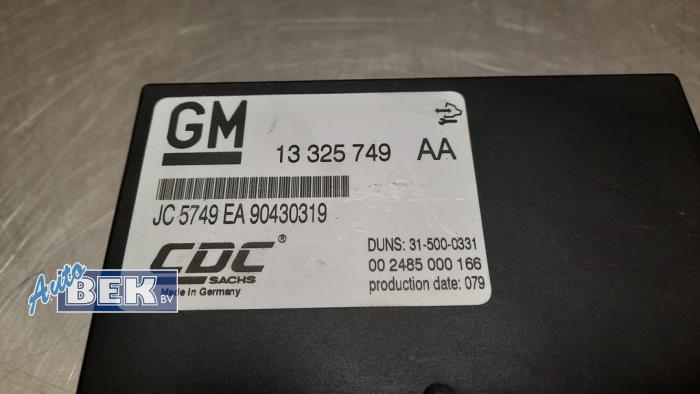 GM
13 325 749 AA
JC 5749 EA 90430319
CDC®
SACHS
Made in Germany
DUNS: 31-500-0331
00 2485 000 166
production date: 079
Auto
BEK BV